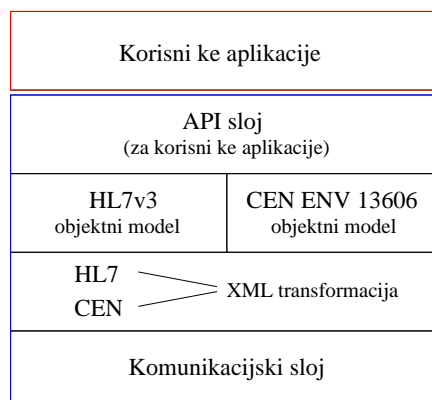 Korisni ke aplikacije
API sloj
(za korisni ke aplikacije)
HL7v3
objektni model
CEN ENV 13606
objektni model
HL7
CEN
XML transformacija
Komunikacijski sloj